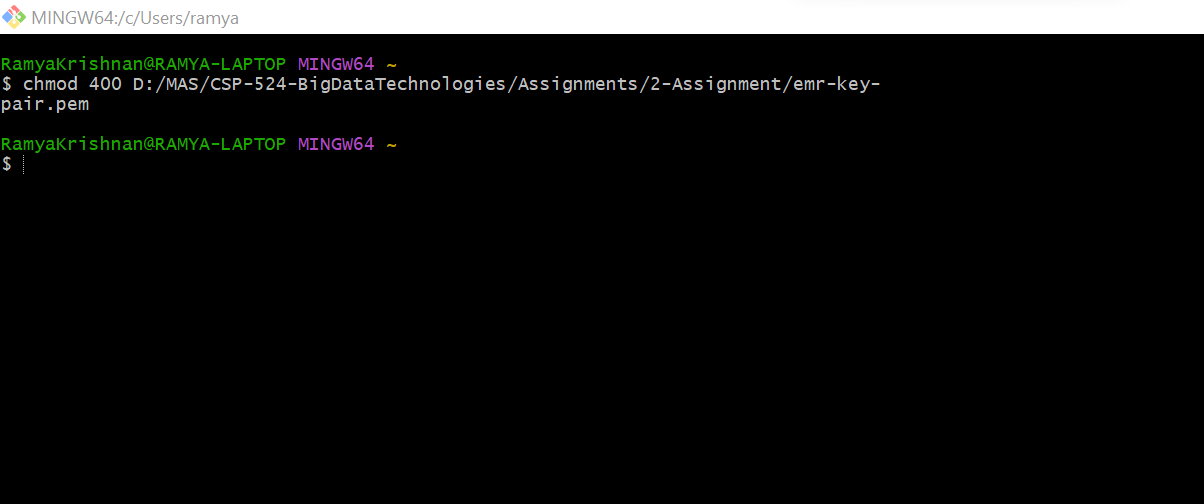 MINGW64:/c/Users/ramya
RamyaKrishnan@RAMYA-LAPTOP MINGW64 ~
$ chmod 400 D:/MAS/CSP-524-BigDataTechnologies/Assignments/2-Assignment/emr-key-
pair.pem
RamyaKrishnan@RAMYA-LAPTOP MINGW64 ~
$